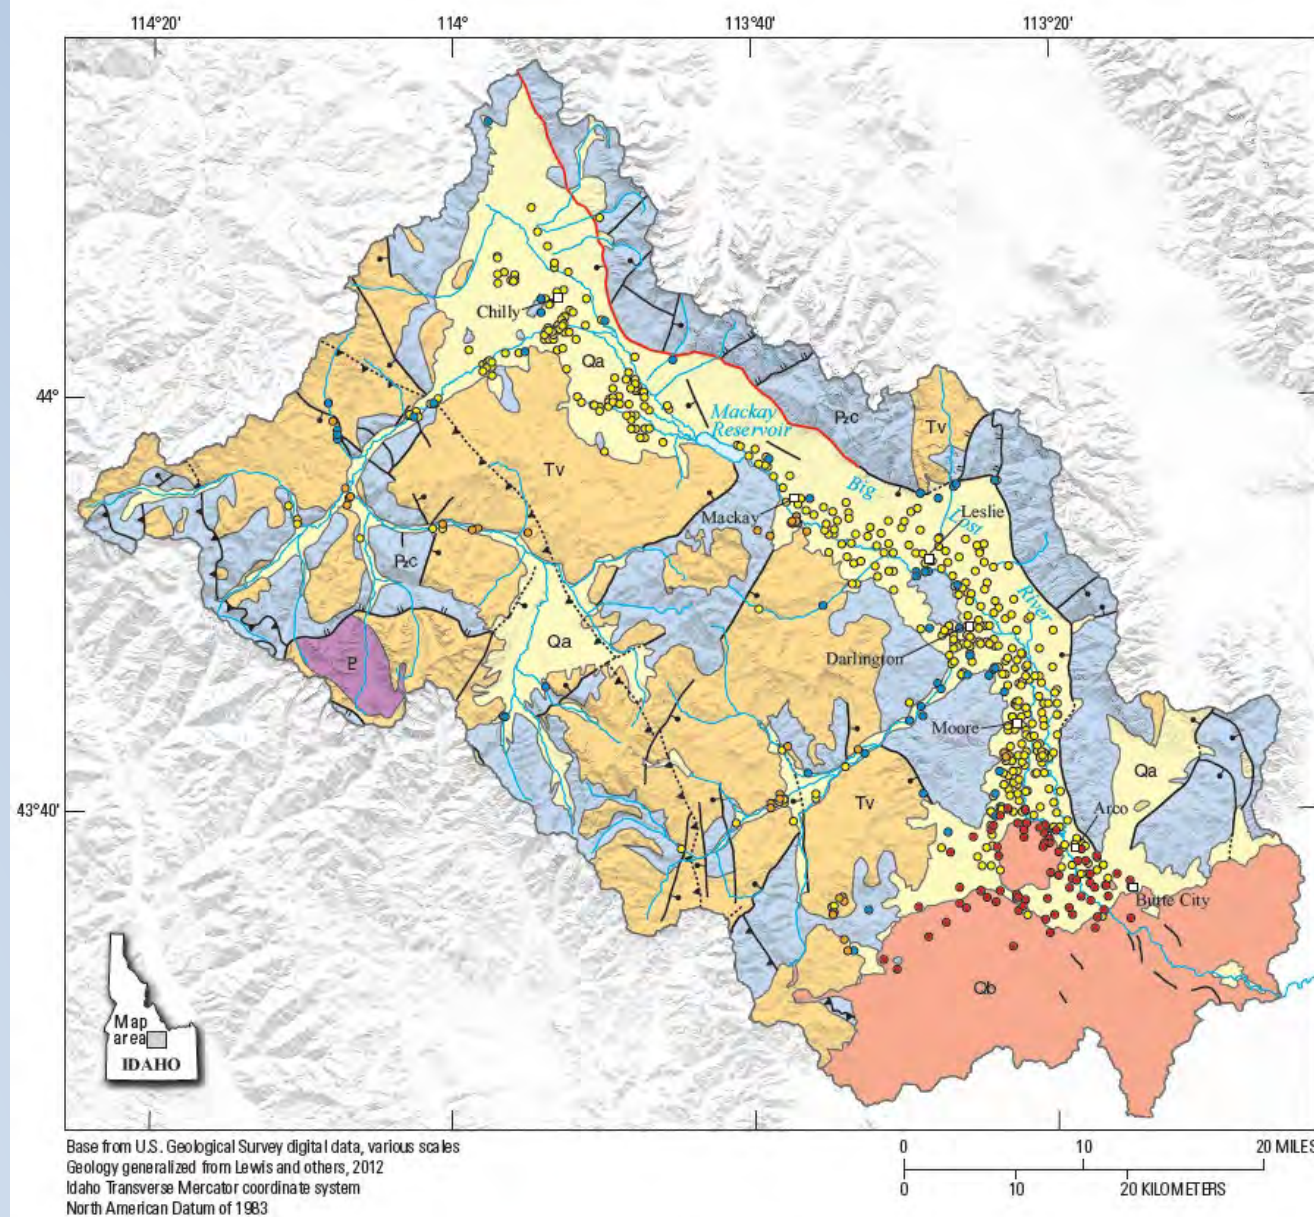 114°20'
114°
113°40'
113°20'
Chilly
Qa
44°
Mackay
Reservoir
PzC
Tv
Tv
Big
Mackay
Lost
Leslie
PzC
River
Qa
P
Darlington
Moore
Qa
Tv
43°40'
Arco
Butte City
Qb
Map
area
IDAHO
Base from U.S. Geological Survey digital data, various scales
Geology generalized from Lewis and others, 2012
Idaho Transverse Mercator coordinate system
North American Datum of 1983
0 10 20 MILES
0 10 20 KILOMETERS